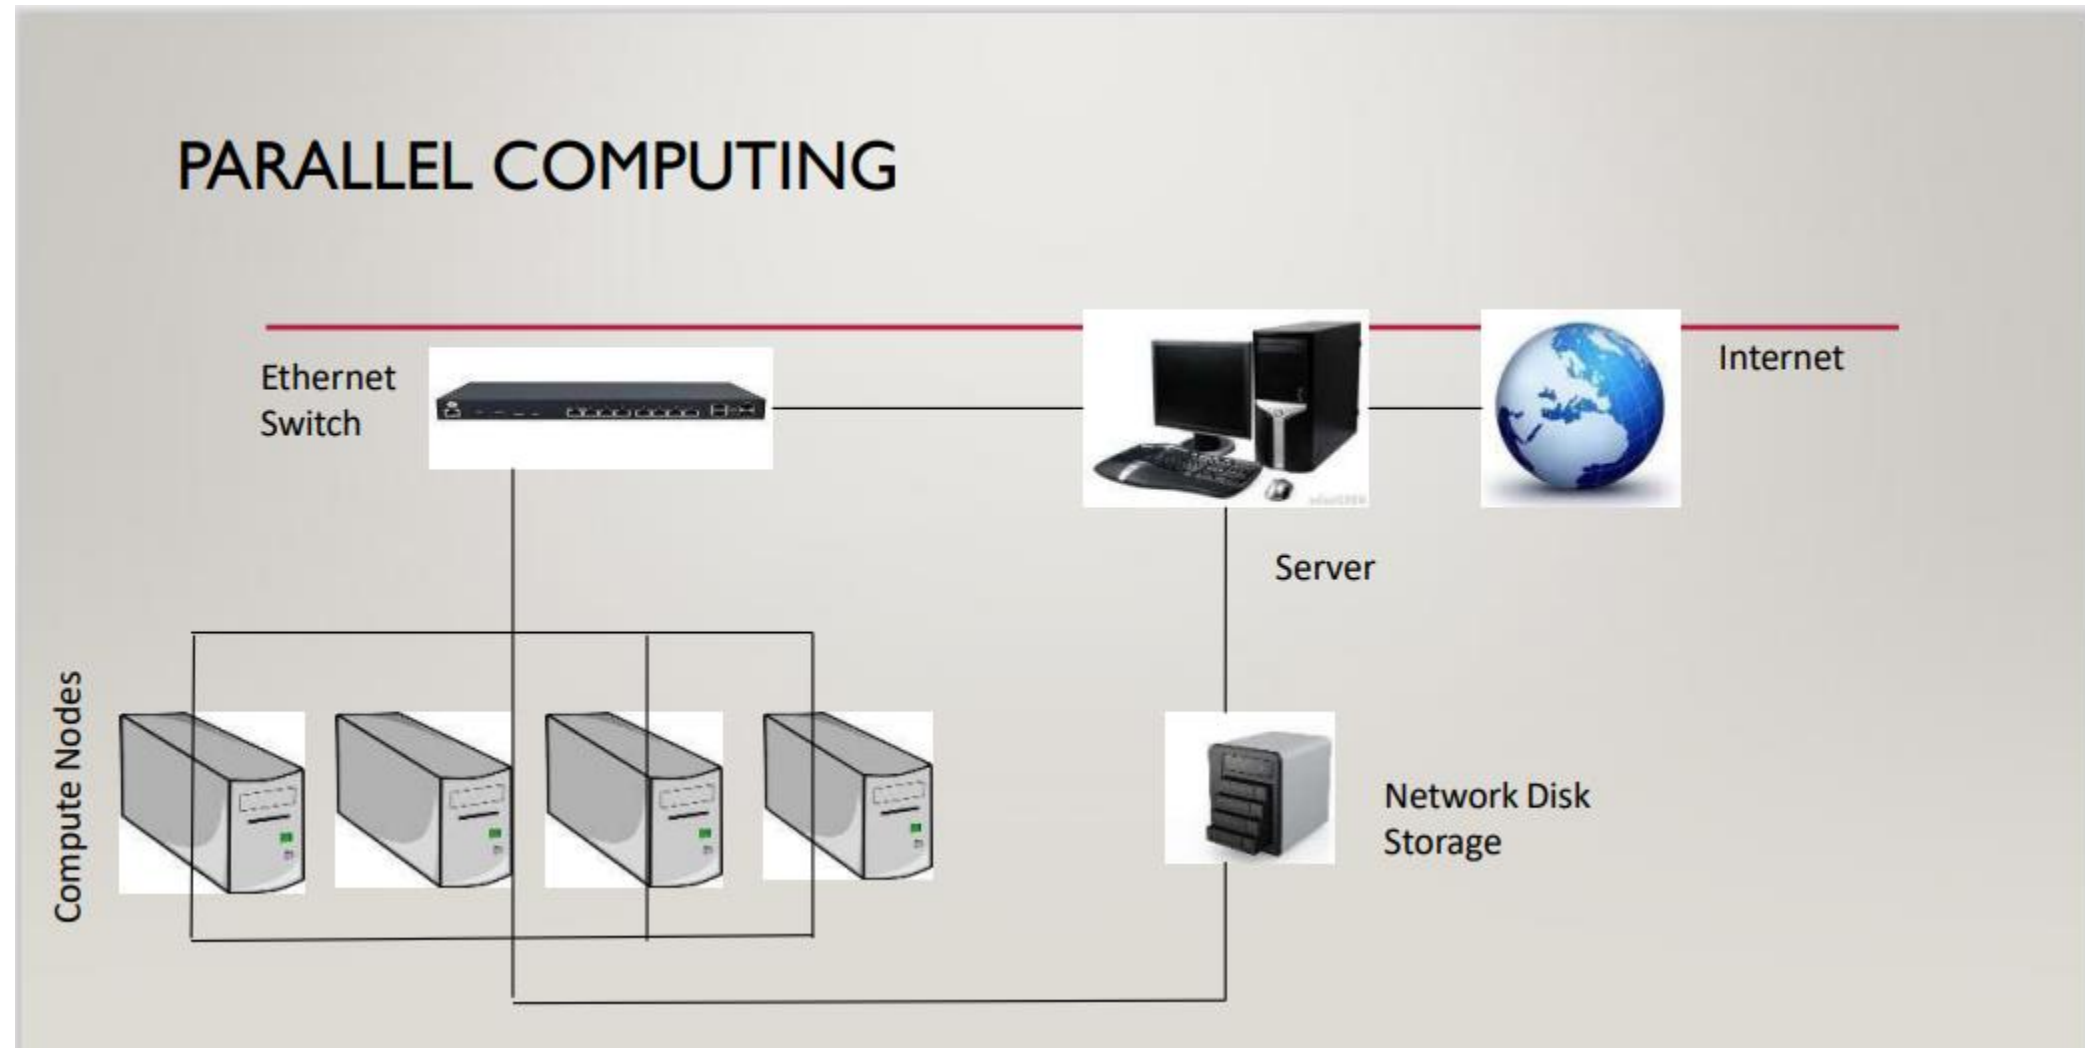 PARALLEL COMPUTING
Ethernet
Switch
Internet
Server
Compute Nodes
Network Disk
Storage